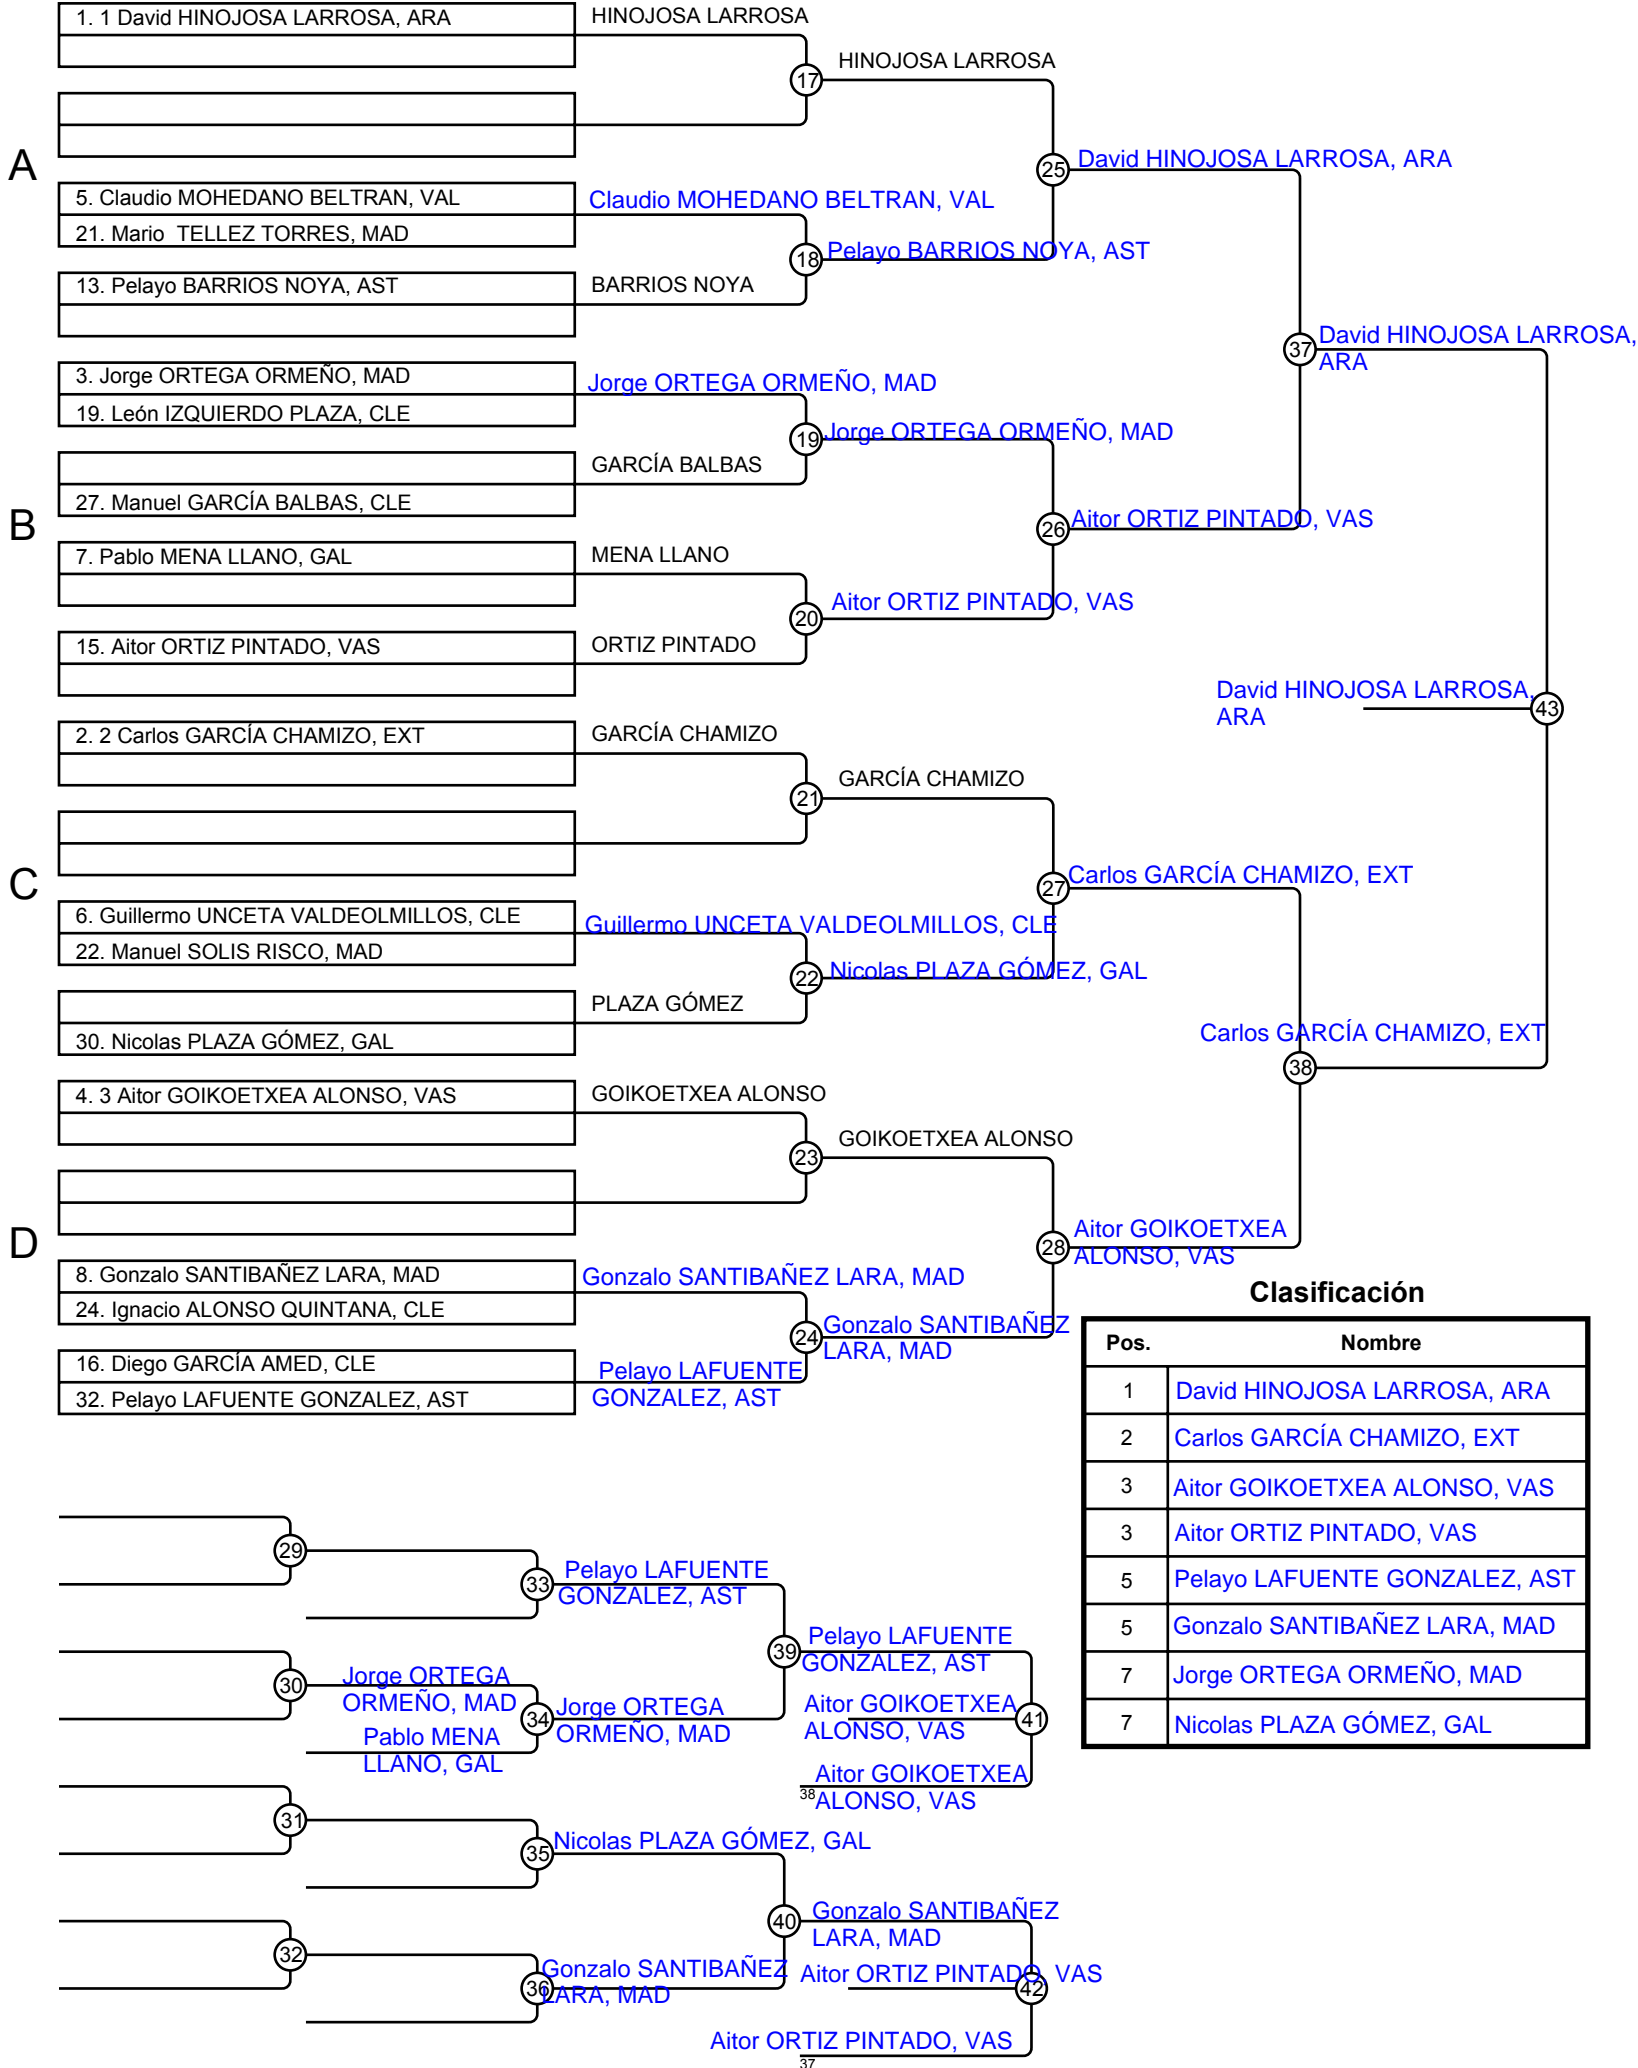 1. 1 David HINOJOSA LARROSA, ARA
HINOJOSA LARROSA
17
HINOJOSA LARROSA
A
25
David HINOJOSA LARROSA, ARA
5. Claudio MOHEDANO BELTRAN, VAL
21. Mario  TELLEZ TORRES, MAD
Claudio MOHEDANO BELTRAN, VAL
18
Pelayo BARRIOS NOYA, AST
13. Pelayo BARRIOS NOYA, AST
BARRIOS NOYA
37
David HINOJOSA LARROSA,
ARA
3. Jorge ORTEGA ORMEÑO, MAD
19. León IZQUIERDO PLAZA, CLE
Jorge ORTEGA ORMEÑO, MAD
19
Jorge ORTEGA ORMEÑO, MAD
GARCÍA BALBAS
27. Manuel GARCÍA BALBAS, CLE
B
26
Aitor ORTIZ PINTADO, VAS
7. Pablo MENA LLANO, GAL
MENA LLANO
20
Aitor ORTIZ PINTADO, VAS
15. Aitor ORTIZ PINTADO, VAS
ORTIZ PINTADO
David HINOJOSA LARROSA,
ARA
43
2. 2 Carlos GARCÍA CHAMIZO, EXT
GARCÍA CHAMIZO
21
GARCÍA CHAMIZO
C
27
Carlos GARCÍA CHAMIZO, EXT
6. Guillermo UNCETA VALDEOLMILLOS, CLE
22. Manuel SOLIS RISCO, MAD
Guillermo UNCETA VALDEOLMILLOS, CLE
22
Nicolas PLAZA GÓMEZ, GAL
PLAZA GÓMEZ
30. Nicolas PLAZA GÓMEZ, GAL
Carlos GARCÍA CHAMIZO, EXT
38
4. 3 Aitor GOIKOETXEA ALONSO, VAS
GOIKOETXEA ALONSO
23
GOIKOETXEA ALONSO
D
28
Aitor GOIKOETXEA
ALONSO, VAS
8. Gonzalo SANTIBAÑEZ LARA, MAD
24. Ignacio ALONSO QUINTANA, CLE
Gonzalo SANTIBAÑEZ LARA, MAD
24
Gonzalo SANTIBAÑEZ
LARA, MAD
16. Diego GARCÍA AMED, CLE
32. Pelayo LAFUENTE GONZALEZ, AST
Pelayo LAFUENTE
GONZALEZ, AST
Clasificación
Pos. Nombre
1 David HINOJOSA LARROSA, ARA
2 Carlos GARCÍA CHAMIZO, EXT
3 Aitor GOIKOETXEA ALONSO, VAS
3 Aitor ORTIZ PINTADO, VAS
5 Pelayo LAFUENTE GONZALEZ, AST
5 Gonzalo SANTIBAÑEZ LARA, MAD
7 Jorge ORTEGA ORMEÑO, MAD
7 Nicolas PLAZA GÓMEZ, GAL
29
33
Pelayo LAFUENTE
GONZALEZ, AST
39
Pelayo LAFUENTE
GONZALEZ, AST
30
Jorge ORTEGA
ORMEÑO, MAD
34
Jorge ORTEGA
ORMEÑO, MAD
Pablo MENA
LLANO, GAL
Aitor GOIKOETXEA
ALONSO, VAS
41
Aitor GOIKOETXEA
38
ALONSO, VAS
31
35
Nicolas PLAZA GÓMEZ, GAL
40
Gonzalo SANTIBAÑEZ
LARA, MAD
32
36
Gonzalo SANTIBAÑEZ
LARA, MAD
Aitor ORTIZ PINTADO, VAS
42
Aitor ORTIZ PINTADO, VAS
37